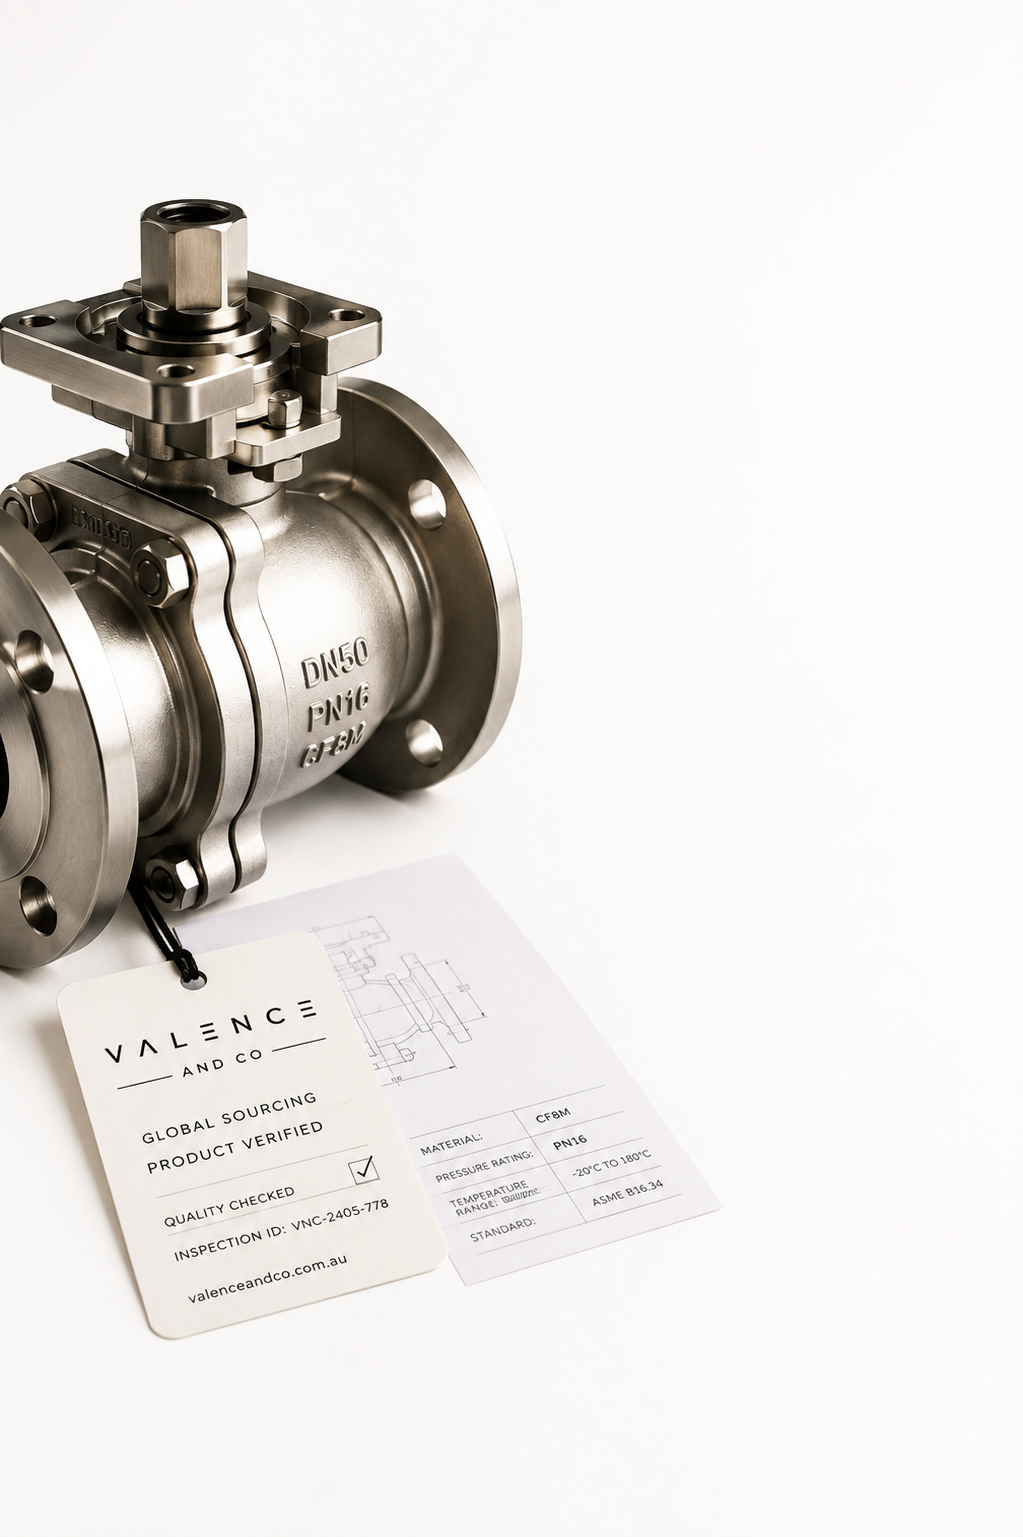 DN50
PN16
CF8M
VALENCE
AND CO
GLOBAL SOURCING
PRODUCT VERIFIED
QUALITY CHECKED
INSPECTION ID: VNC-2405-778
valenceandco.com.au
MATERIAL: CF8M
PRESSURE RATING: PN16
TEMPERATURE
RANGE: -20°C TO 180°C
STANDARD: ASME B16.34